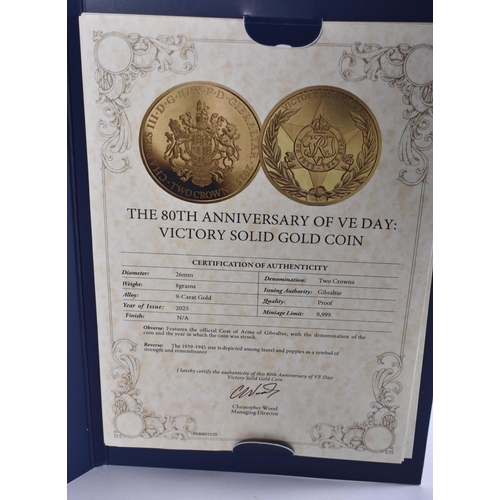 THE 80TH ANNIVERSARY OF VE DAY:
VICTORY SOLID GOLD COIN
CERTIFICATION OF AUTHENTICITY
Diameter: 26mm Denomination: Two Crowns
Weight: 8grams Issuing Authority: Gibraltar
Alloy: 9-Carat Gold Quality: Proof
Year of Issue: 2025 Mintage Limit: 9,999
Finish: N/A
Obverse: Features the official Coat of Arms of Gibraltar, with the denomination of the
coin and the year in which the coin was struck.
Reverse: The 1939-1945 star is depicted among laurel and poppies as a symbol of
strength and remembrance
I hereby certify the authenticity of this 80th Anniversary of VE Day
Victory Solid Gold Coin
Christopher Wood
Managing Director